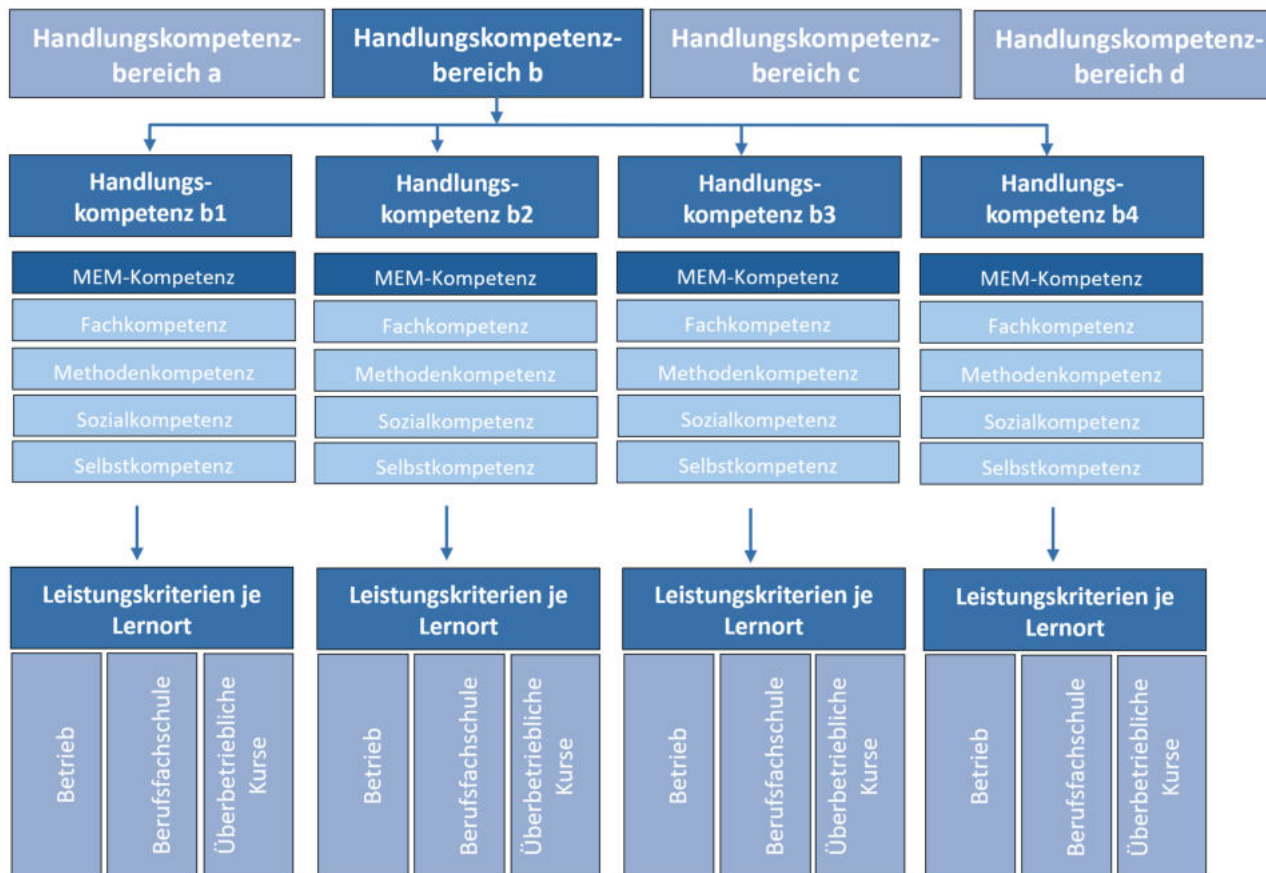 Handlungskompetenz-
bereich a
Handlungskompetenz-
bereich b
Handlungskompetenz-
bereich c
Handlungskompetenz-
bereich d
Handlungs-
kompetenz b1
Handlungs-
kompetenz b2
Handlungs-
kompetenz b3
Handlungs-
kompetenz b4
MEM-Kompetenz
MEM-Kompetenz
MEM-Kompetenz
MEM-Kompetenz
Fachkompetenz
Fachkompetenz
Fachkompetenz
Fachkompetenz
Methodenkompetenz
Methodenkompetenz
Methodenkompetenz
Methodenkompetenz
Sozialkompetenz
Sozialkompetenz
Sozialkompetenz
Sozialkompetenz
Selbstkompetenz
Selbstkompetenz
Selbstkompetenz
Selbstkompetenz
Leistungskriterien je
Lernort
Leistungskriterien je
Lernort
Leistungskriterien je
Lernort
Leistungskriterien je
Lernort
Betrieb
Berufsfachschule
Überbetriebliche
Kurse
Betrieb
Berufsfachschule
Überbetriebliche
Kurse
Betrieb
Berufsfachschule
Überbetriebliche
Kurse
Betrieb
Berufsfachschule
Überbetriebliche
Kurse